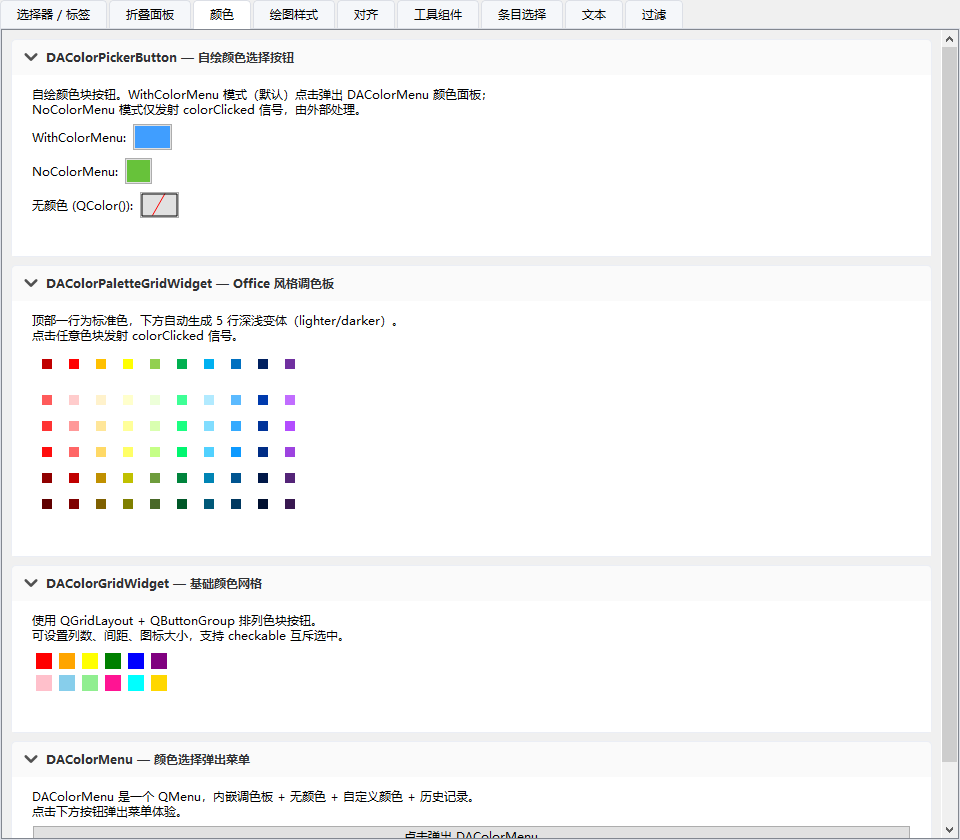 选择器 / 标签 折叠面板 颜色 绘图样式 对齐 工具组件 条目选择 文本 过滤
DAColorPickerButton — 自绘颜色选择按钮
自绘颜色块按钮。WithColorMenu 模式（默认）点击弹出 DAColorMenu 颜色面板;
NoColorMenu 模式仅发射 colorClicked 信号，由外部处理。
WithColorMenu:
NoColorMenu:
无颜色 (QColor()):
DAColorPaletteGridWidget — Office 风格调色板
顶部一行为标准色，下方自动生成 5 行深浅变体（lighter/darker）。
点击任意色块发射 colorClicked 信号。
DAColorGridWidget — 基础颜色网格
使用 QGridLayout + QButtonGroup 排列色块按钮。
可设置列数、间距、图标大小，支持 checkable 互斥选中。
DAColorMenu — 颜色选择弹出菜单
DAColorMenu 是一个 QMenu，内嵌调色板 + 无颜色 + 自定义颜色 + 历史记录。
点击下方按钮弹出菜单体验。
点击弹出 DAColorMenu